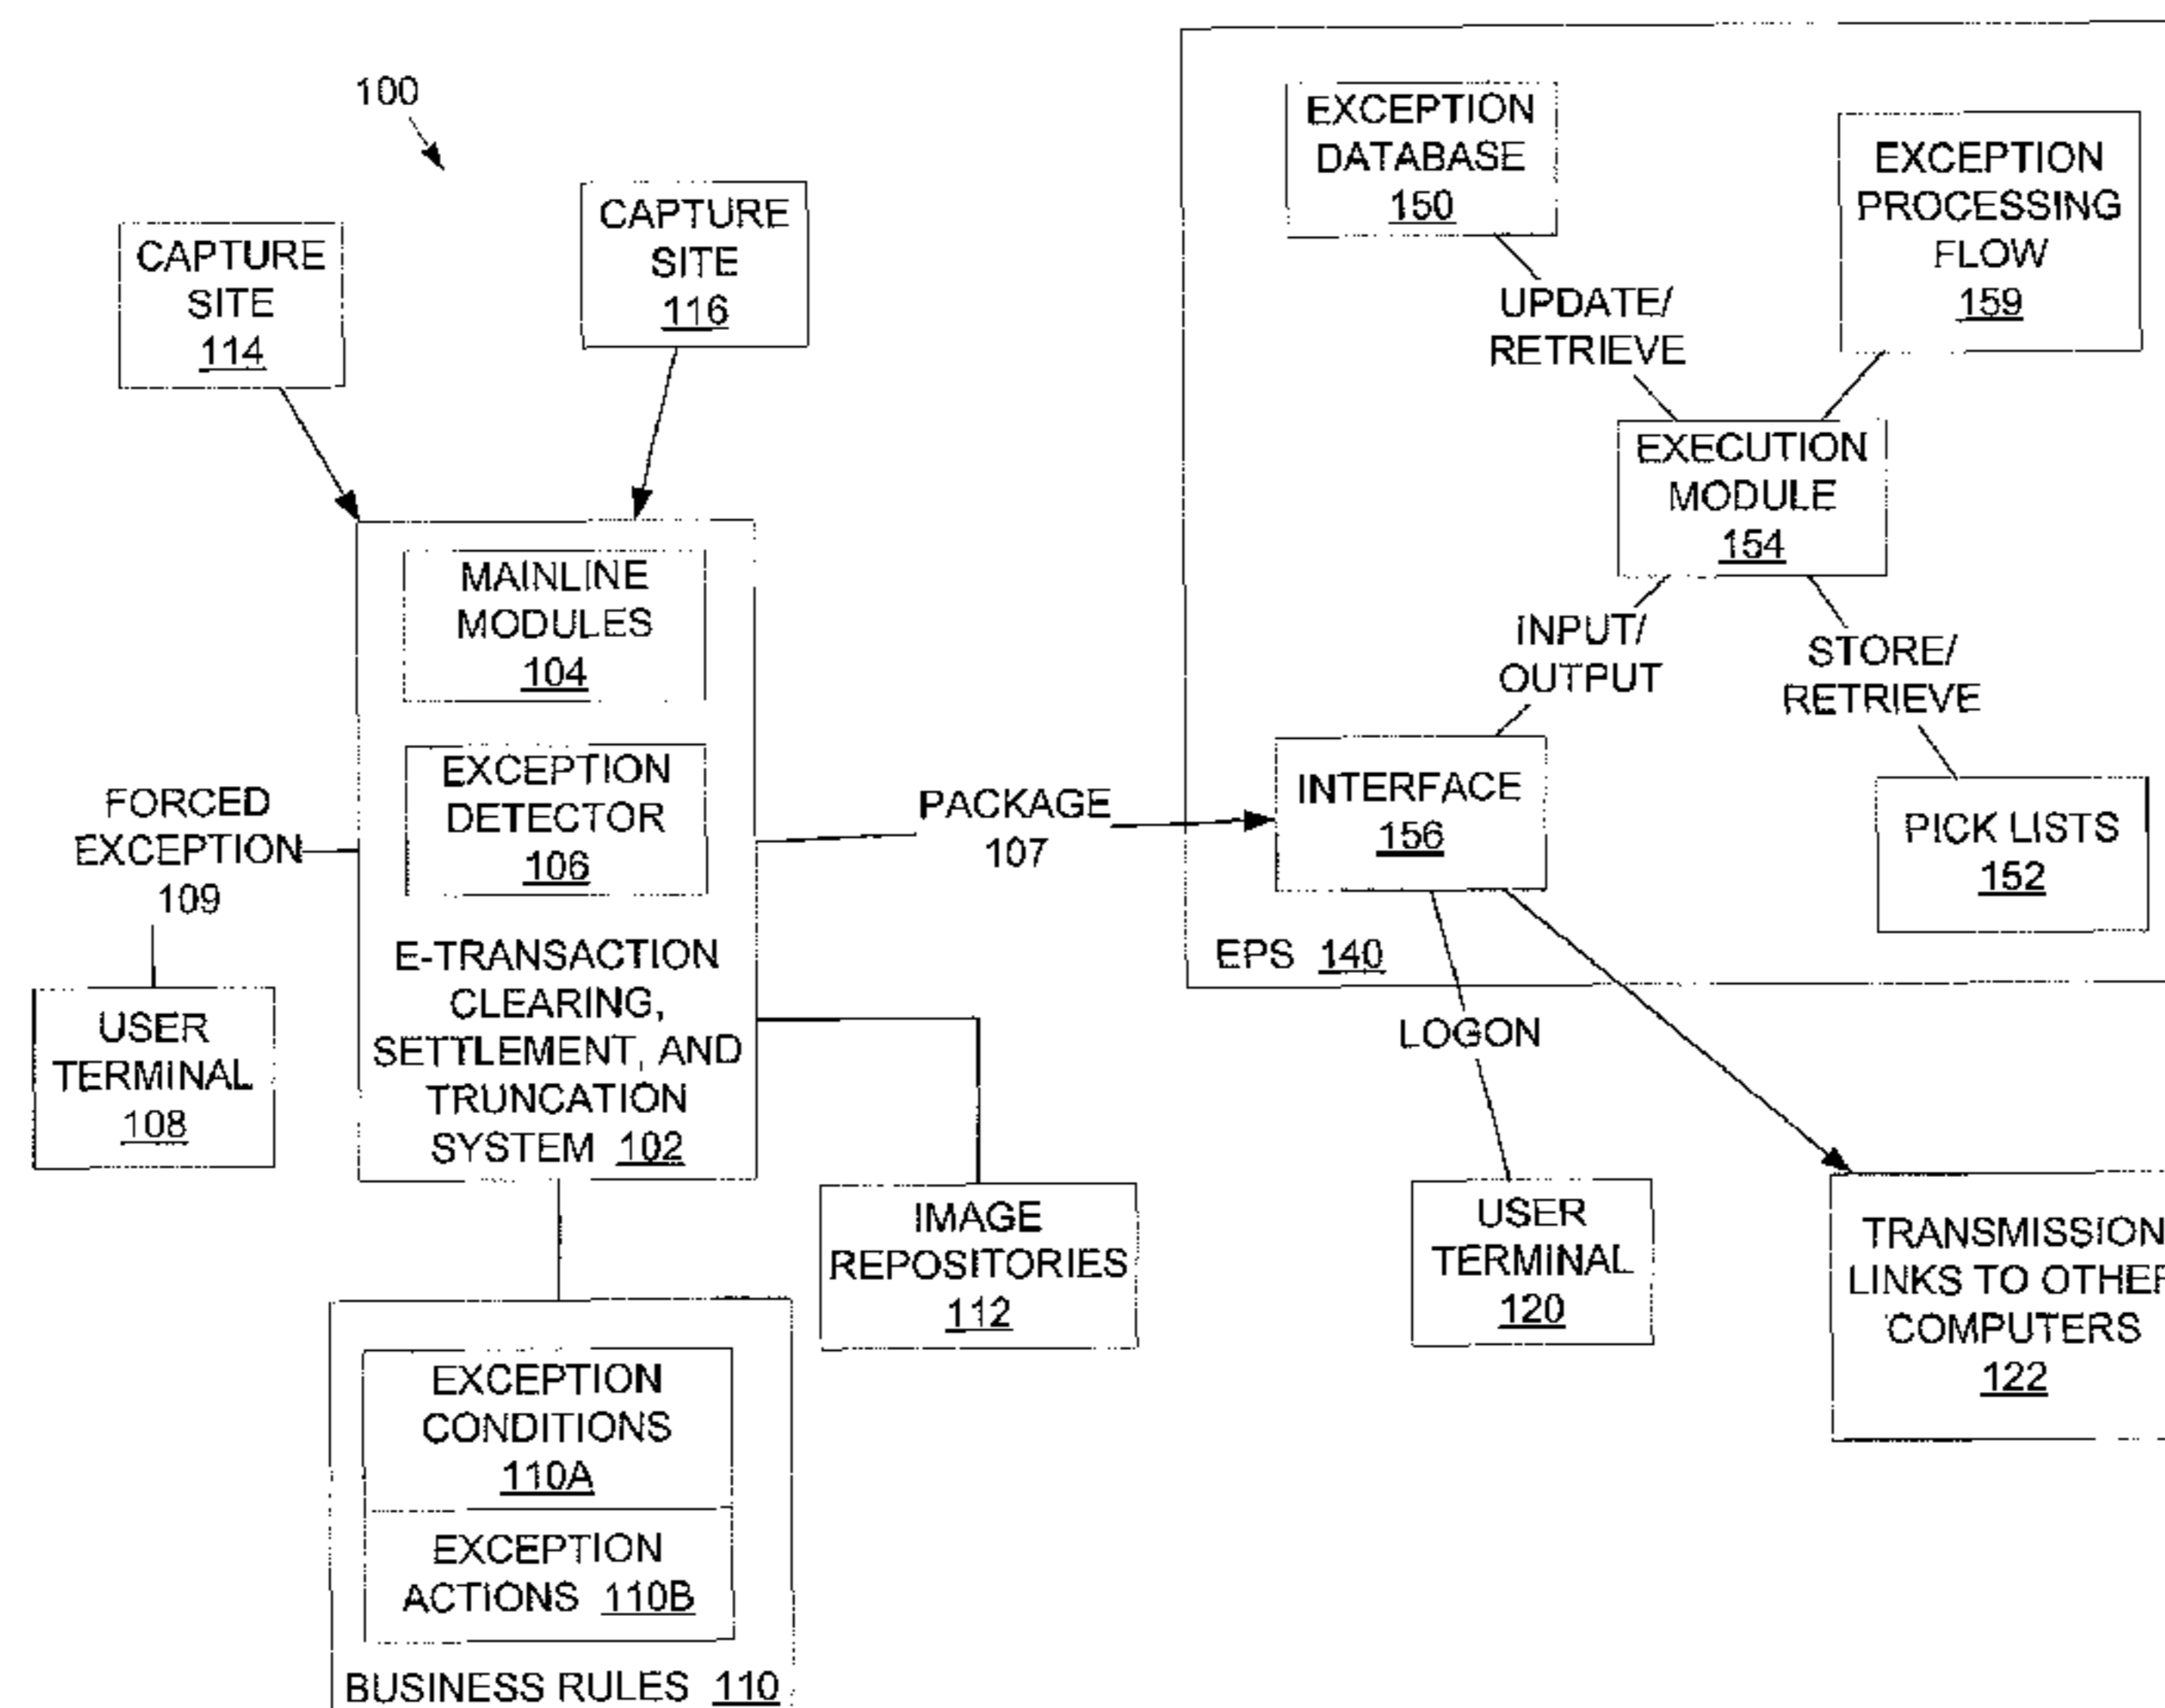 100
CAPTURE
SITE
114
CAPTURE
SITE
116
MAINLINE
MODULES
104
EXCEPTION
DETECTOR
106
E-TRANSACTION
CLEARING,
SETTLEMENT, AND
TRUNCATION
SYSTEM 102
FORCED
EXCEPTION
109
USER
TERMINAL
108
PACKAGE
107
IMAGE
REPOSITORIES
112
EXCEPTION
CONDITIONS
110A
EXCEPTION
ACTIONS 110B
BUSINESS RULES 110
EXCEPTION
DATABASE
150
EXCEPTION
PROCESSING
FLOW
159
UPDATE/
RETRIEVE
EXECUTION
MODULE
154
INPUT/
OUTPUT
STORE/
RETRIEVE
INTERFACE
156
PICK LISTS
152
EPS 140
LOGON
USER
TERMINAL
120
TRANSMISSION
LINKS TO OTHER
COMPUTERS
122